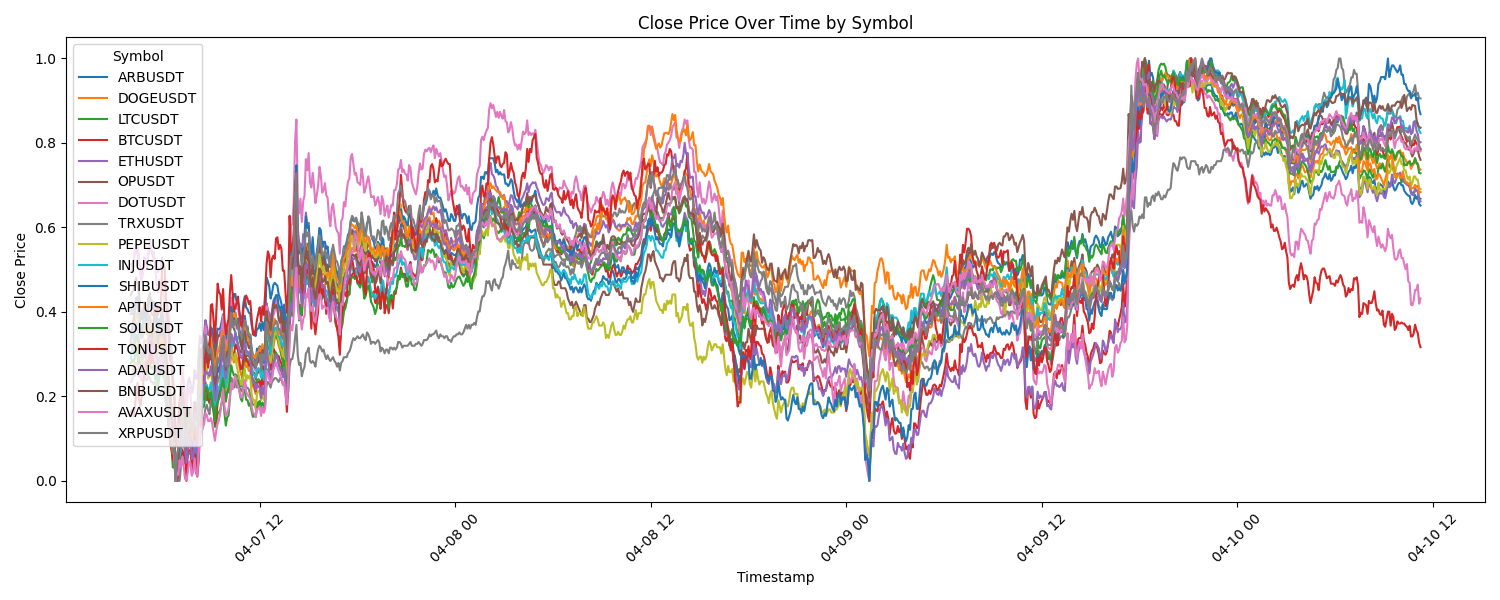 Close Price Over Time by Symbol
Symbol
ARBUSDT
DOGEUSDT
LTCUSDT
BTCUSDT
ETHUSDT
OPUSDT
DOTUSDT
TRXUSDT
PEPEUSDT
INJUSDT
SHIBUSDT
APTUSDT
SOLUSDT
TONUSDT
ADAUSDT
BNBUSDT
AVAXUSDT
XRPUSDT
Close Price
1.0
0.8
0.6
0.4
0.2
0.0
04-07 12
04-08 00
04-08 12
04-09 00
04-09 12
04-10 00
04-10 12
Timestamp